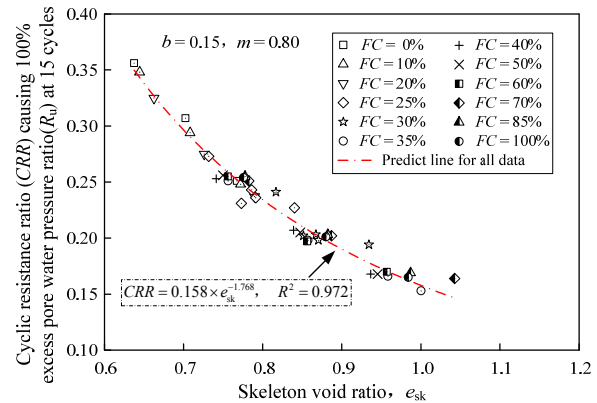 Cyclic resistance ratio (CRR) causing 100%
excess pore water pressure ratio(Ru) at 15 cycles
0.40
0.35
0.30
0.25
0.20
0.15
0.10
b = 0.15, m = 0.80
FC = 0%
FC = 10%
FC = 20%
FC = 25%
FC = 30%
FC = 35%
FC = 40%
FC = 50%
FC = 60%
FC = 70%
FC = 85%
FC = 100%
Predict line for all data
CRR = 0.158 × e_sk^-1.768, R² = 0.972
0.6 0.7 0.8 0.9 1.0 1.1 1.2
Skeleton void ratio, e_sk